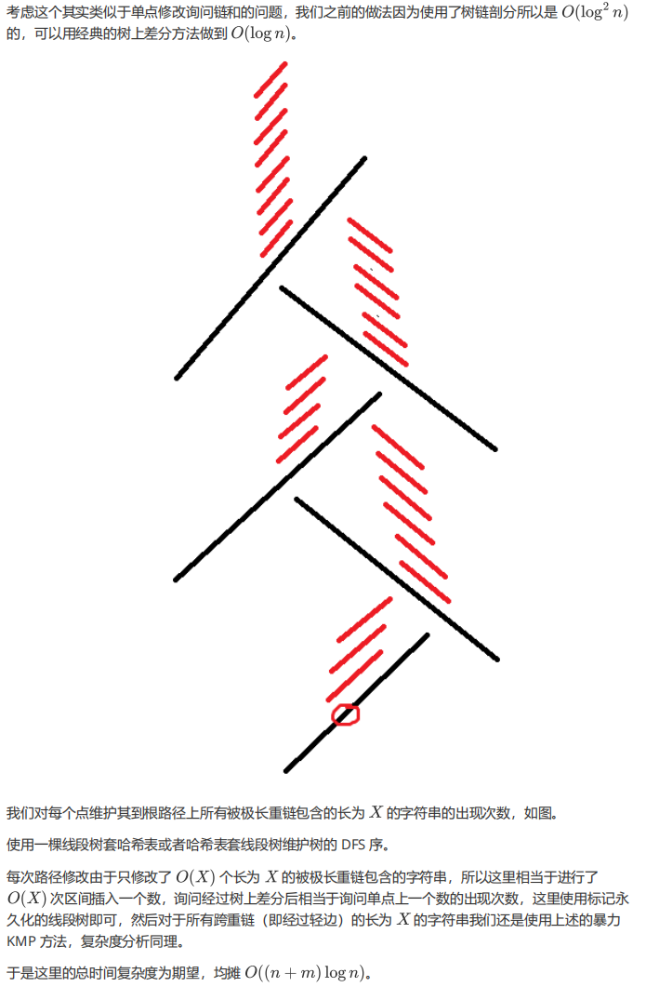 考虑这个其实类似于单点修改询问链和的问题，我们之前的做法因为使用了树链剖分所以是 O(log² n)
的，可以用经典的树上差分方法做到 O(log n)。
我们对每个点维护其到根路径上所有被极长重链包含的长为 X 的字符串的出现次数，如图。
使用一棵线段树套哈希表或者哈希表套线段树维护树的 DFS 序。
每次路径修改由于只修改了 O(X) 个长为 X 的被极长重链包含的字符串，所以这里相当于进行了
O(X) 次区间插入一个数，询问经过树上差分后相当于询问单点上一个数的出现次数，这里使用标记永
久化的线段树即可，然后对于所有跨重链（即经过轻边）的长为 X 的字符串我们还是使用上述的暴力
KMP 方法，复杂度分析同理。
于是这里的总时间复杂度为期望，均摊 O((n + m) log n)。